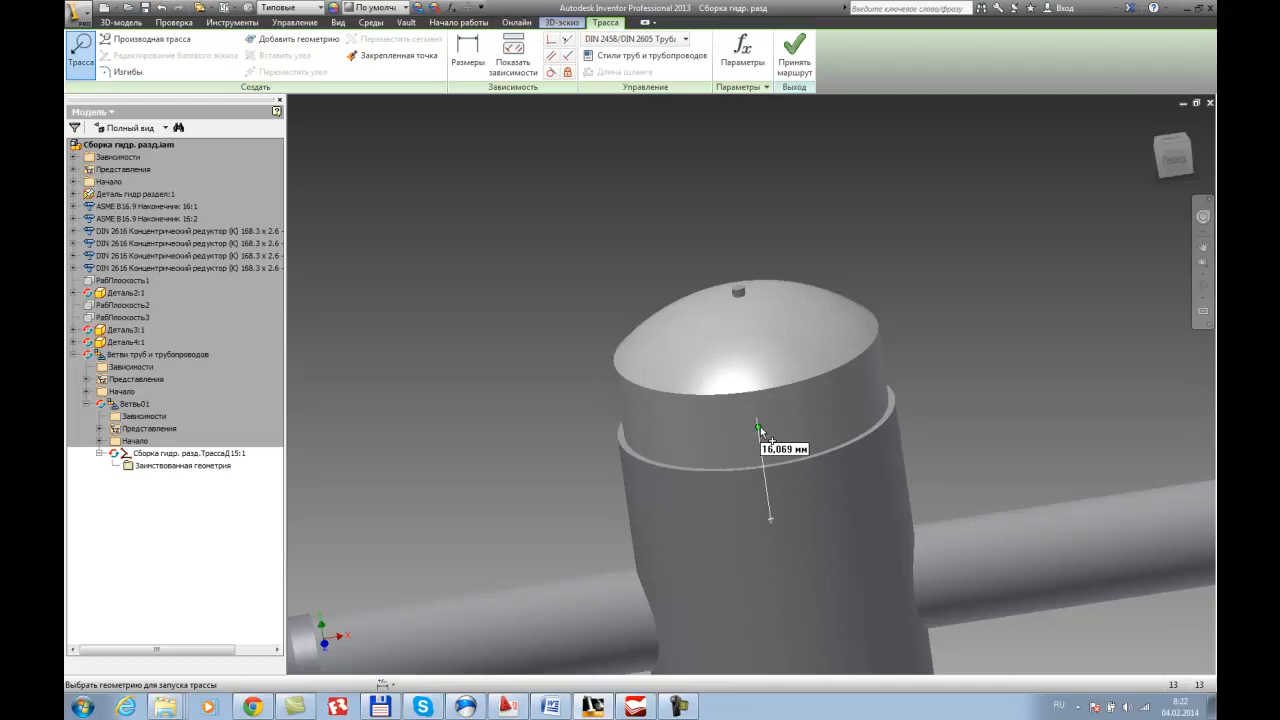 PRO
Типовые
По умолч
Autodesk Inventor Professional 2013
Сборка гидр. разд
Введите ключевое слово/фразу
Вход
3D-модель
Проверка
Инструменты
Управление
Вид
Среды
Vault
Начало работы
Онлайн
3D-эскиз
Трасса
Трасса
Производная трасса
Редактирование базового эскиза
Изгибы
Добавить геометрию
Вставить узел
Переместить узел
Переместить сегмент
Закрепленная точка
Размеры
Показать зависимости
DIN 2458/DIN 2605 Труба
Стили труб и трубопроводов
Длина шланга
Параметры
Принять маршрут
Создать
Зависимость
Управление
Параметры
Выход
Модель
Полный вид
Сборка гидр. разд.iam
Зависимости
Представления
Начало
Деталь гидр раздел:1
ASME B16.9 Наконечник 16:1
ASME B16.9 Наконечник 16:2
DIN 2616 Концентрический редуктор (К) 168.3 x 2.6 -
DIN 2616 Концентрический редуктор (К) 168.3 x 2.6 -
DIN 2616 Концентрический редуктор (К) 168.3 x 2.6 -
DIN 2616 Концентрический редуктор (К) 168.3 x 2.6 -
РабПлоскость1
Деталь2:1
РабПлоскость2
РабПлоскость3
Деталь3:1
Деталь4:1
Ветви труб и трубопроводов
Зависимости
Представления
Начало
Ветвь01
Зависимости
Представления
Начало
Сборка гидр. разд.ТрассаД15:1
Заимствованная геометрия
Перед
16,069 мм
X
Выбрать геометрию для запуска трассы
13
13
RU
8:22
04.02.2014